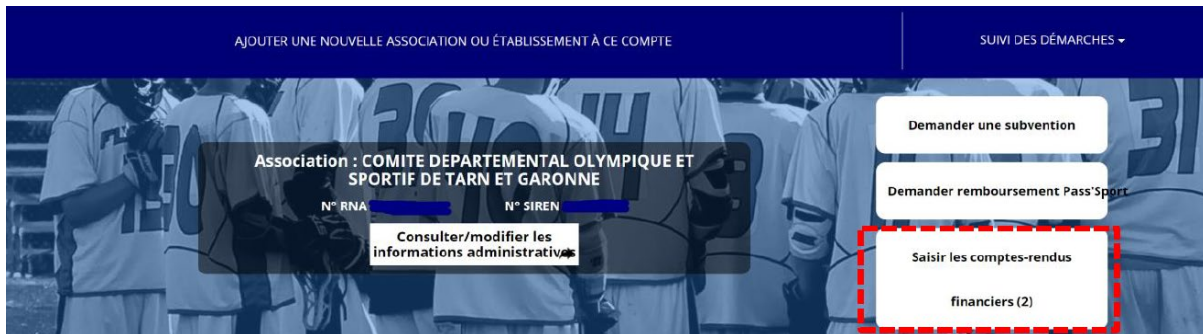 AJOUTER UNE NOUVELLE ASSOCIATION OU ÉTABLISSEMENT À CE COMPTE
SUIVI DES DÉMARCHES
Association : COMITE DEPARTEMENTAL OLYMPIQUE ET
SPORTIF DE TARN ET GARONNE
N° RNA
N° SIREN
Consulter/modifier les
informations administratives
Demander une subvention
Demander remboursement Pass'Sport
Saisir les comptes-rendus
financiers (2)